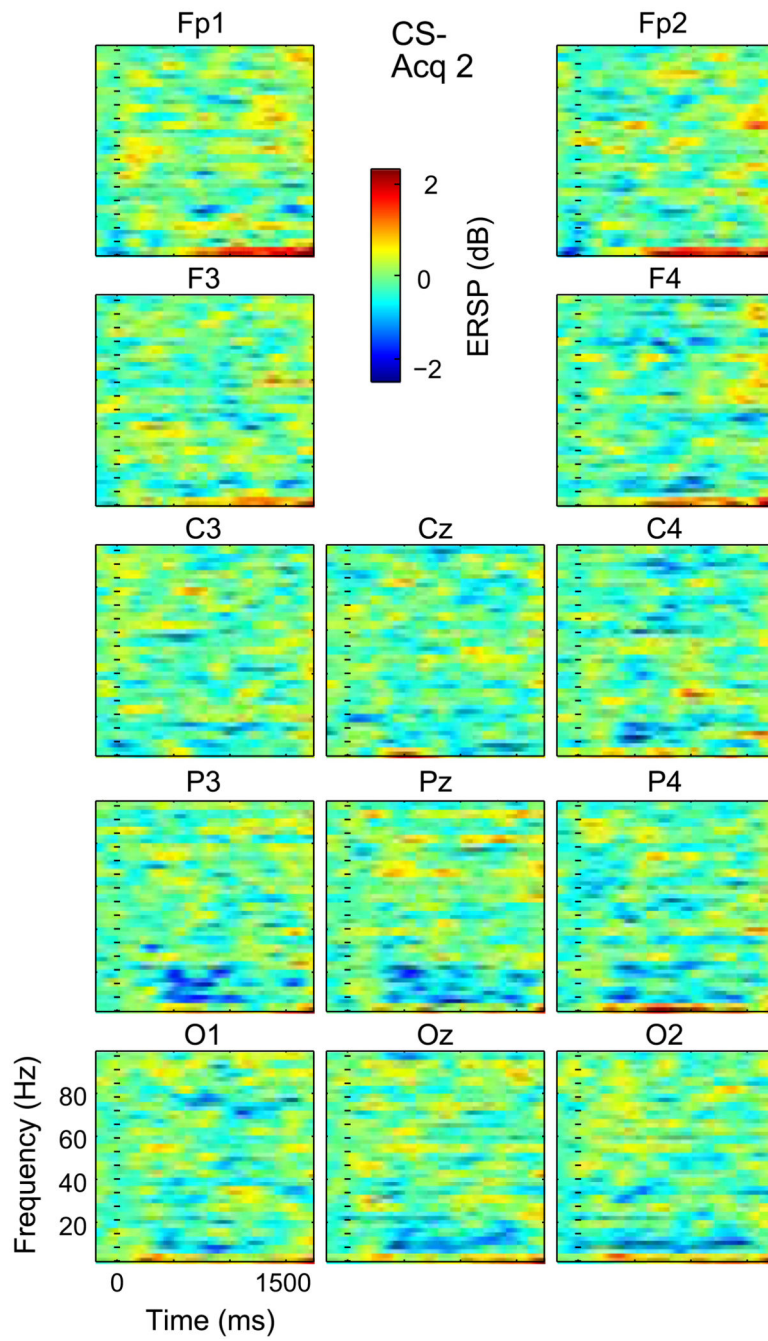 Fp1
CS-
Acq 2
Fp2
2
0
−2
ERSP (dB)
F3
F4
C3
Cz
C4
P3
Pz
P4
O1
Oz
O2
80
60
40
20
Frequency (Hz)
0
1500
Time (ms)